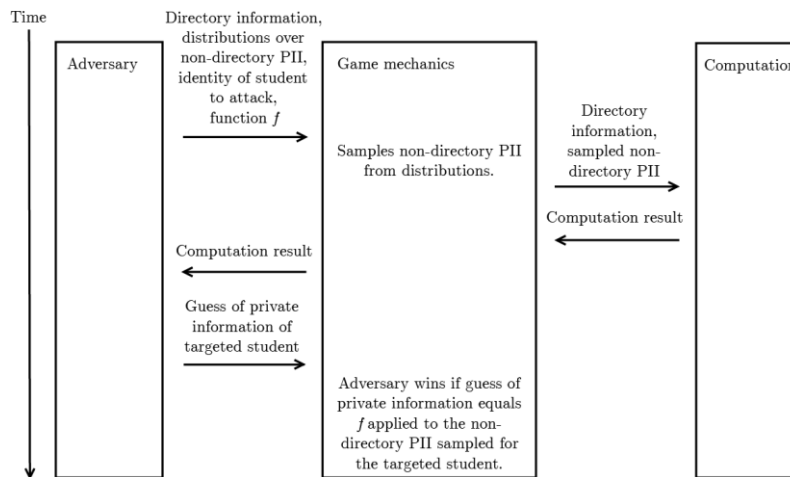 Time
Directory information,
distributions over
non-directory PII,
identity of student
to attack,
function f
Adversary
Game mechanics
Computation
Directory
information,
sampled non-
directory PII
Samples non-directory PII
from distributions.
Computation result
Computation result
Guess of private
information of
targeted student
Adversary wins if guess of
private information equals
f applied to the non-
directory PII sampled for
the targeted student.